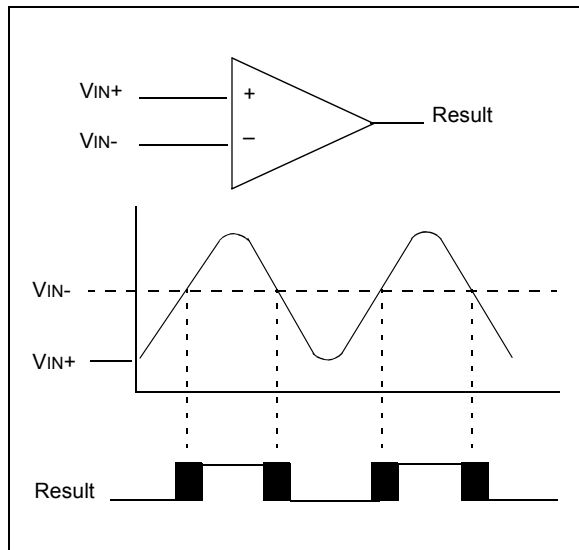 VIN+
+
Result
VIN-
–
VIN-
VIN+
Result